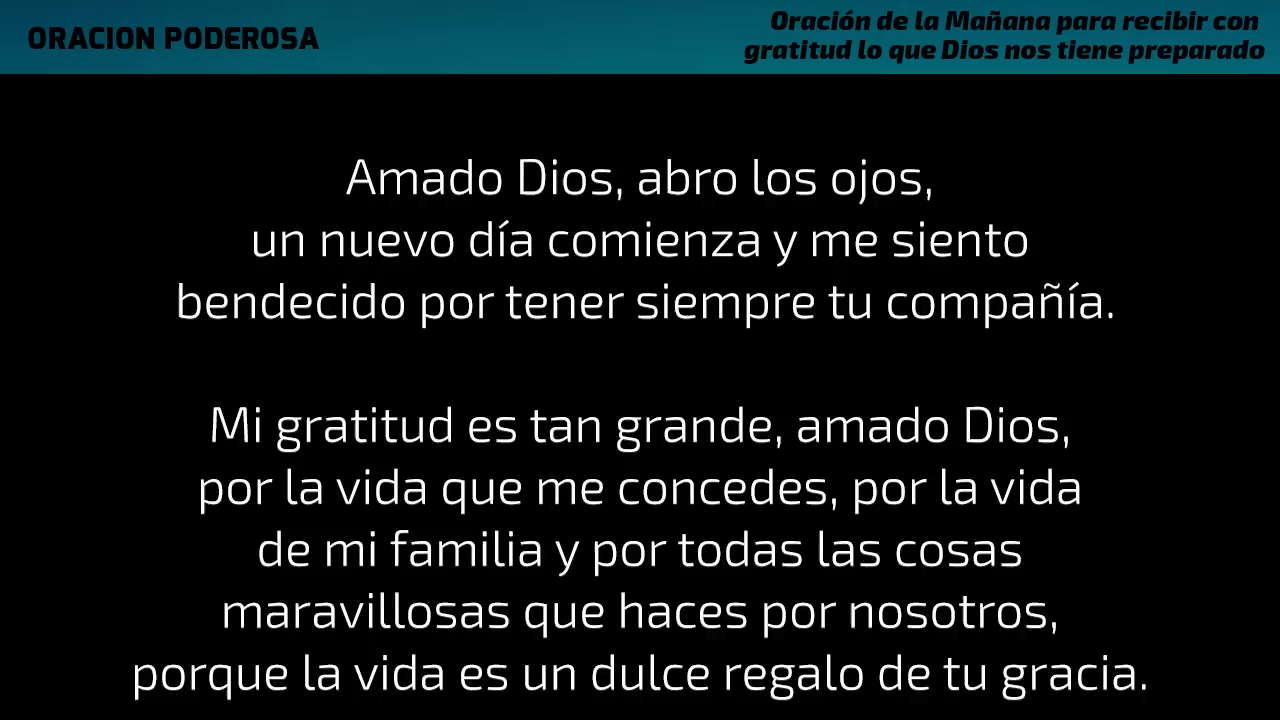 ORACION PODEROSA
Oración de la Mañana para recibir con
gratitud lo que Dios nos tiene preparado
Amado Dios, abro los ojos,
un nuevo día comienza y me siento
bendecido por tener siempre tu compañía.
Mi gratitud es tan grande, amado Dios,
por la vida que me concedes, por la vida
de mi familia y por todas las cosas
maravillosas que haces por nosotros,
porque la vida es un dulce regalo de tu gracia.